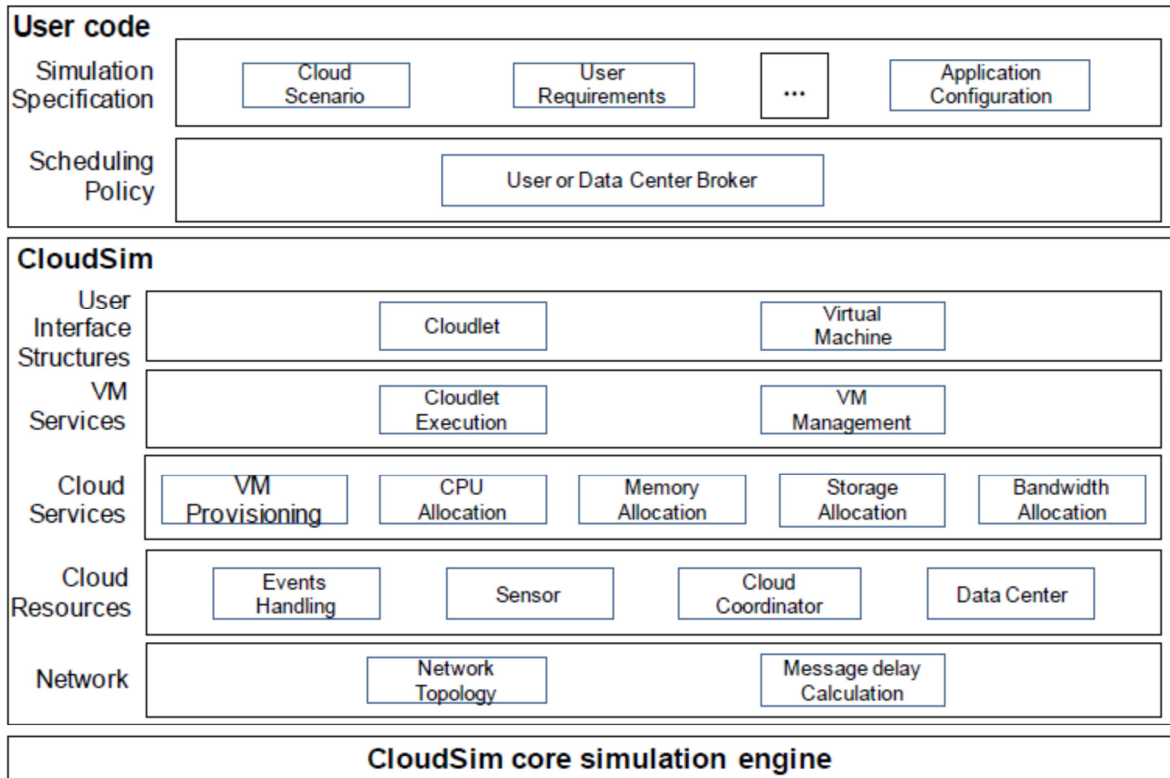 User code
Simulation
Specification
Cloud
Scenario
User
Requirements
...
Application
Configuration
Scheduling
Policy
User or Data Center Broker
CloudSim
User
Interface
Structures
Cloudlet
Virtual
Machine
VM
Services
Cloudlet
Execution
VM
Management
Cloud
Services
VM
Provisioning
CPU
Allocation
Memory
Allocation
Storage
Allocation
Bandwidth
Allocation
Cloud
Resources
Events
Handling
Sensor
Cloud
Coordinator
Data Center
Network
Network
Topology
Message delay
Calculation
CloudSim core simulation engine